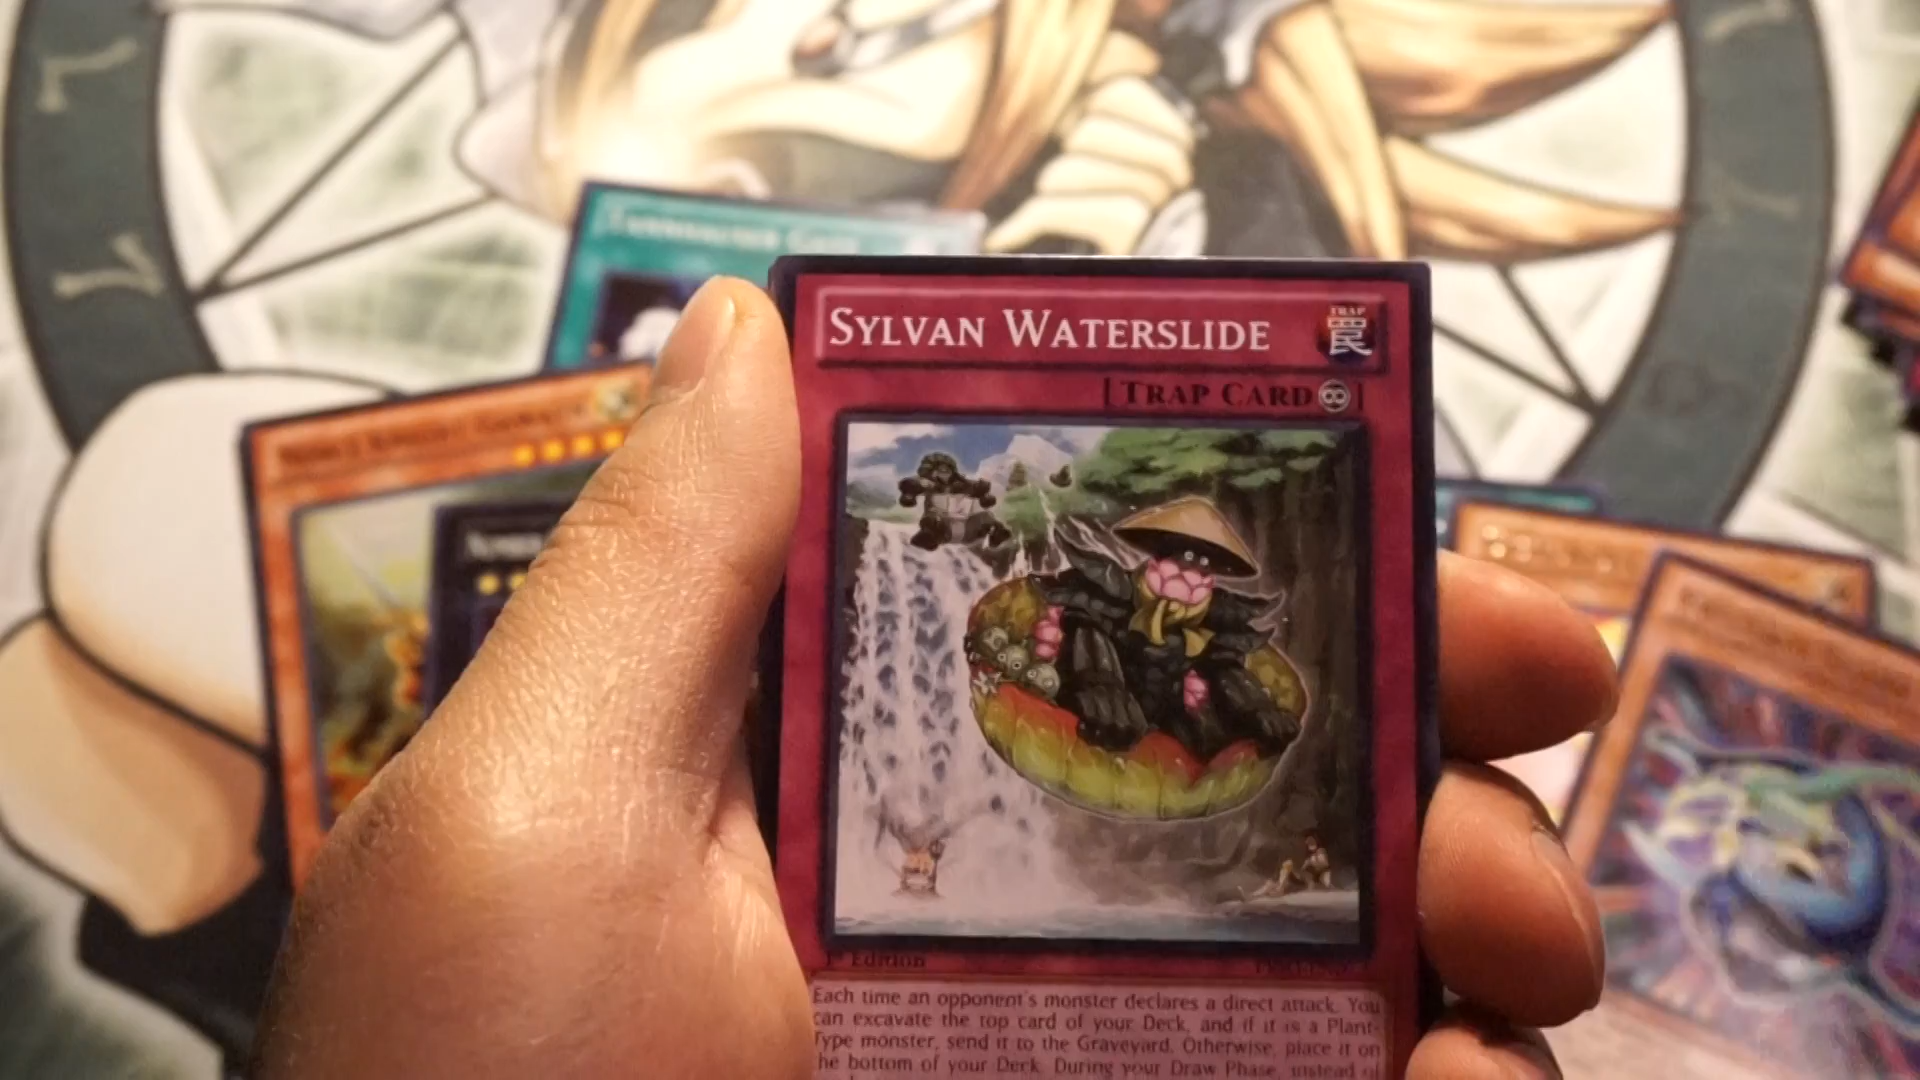 SYLVAN WATERSLIDE
TRAP
罠
[TRAP CARD ]
1st Edition
Each time an opponent's monster declares a direct attack. You
can excavate the top card of your Deck, and if it is a Plant-
Type monster, send it to the Graveyard. Otherwise, place it on
the bottom of your Deck. During your Draw Phase, instead of